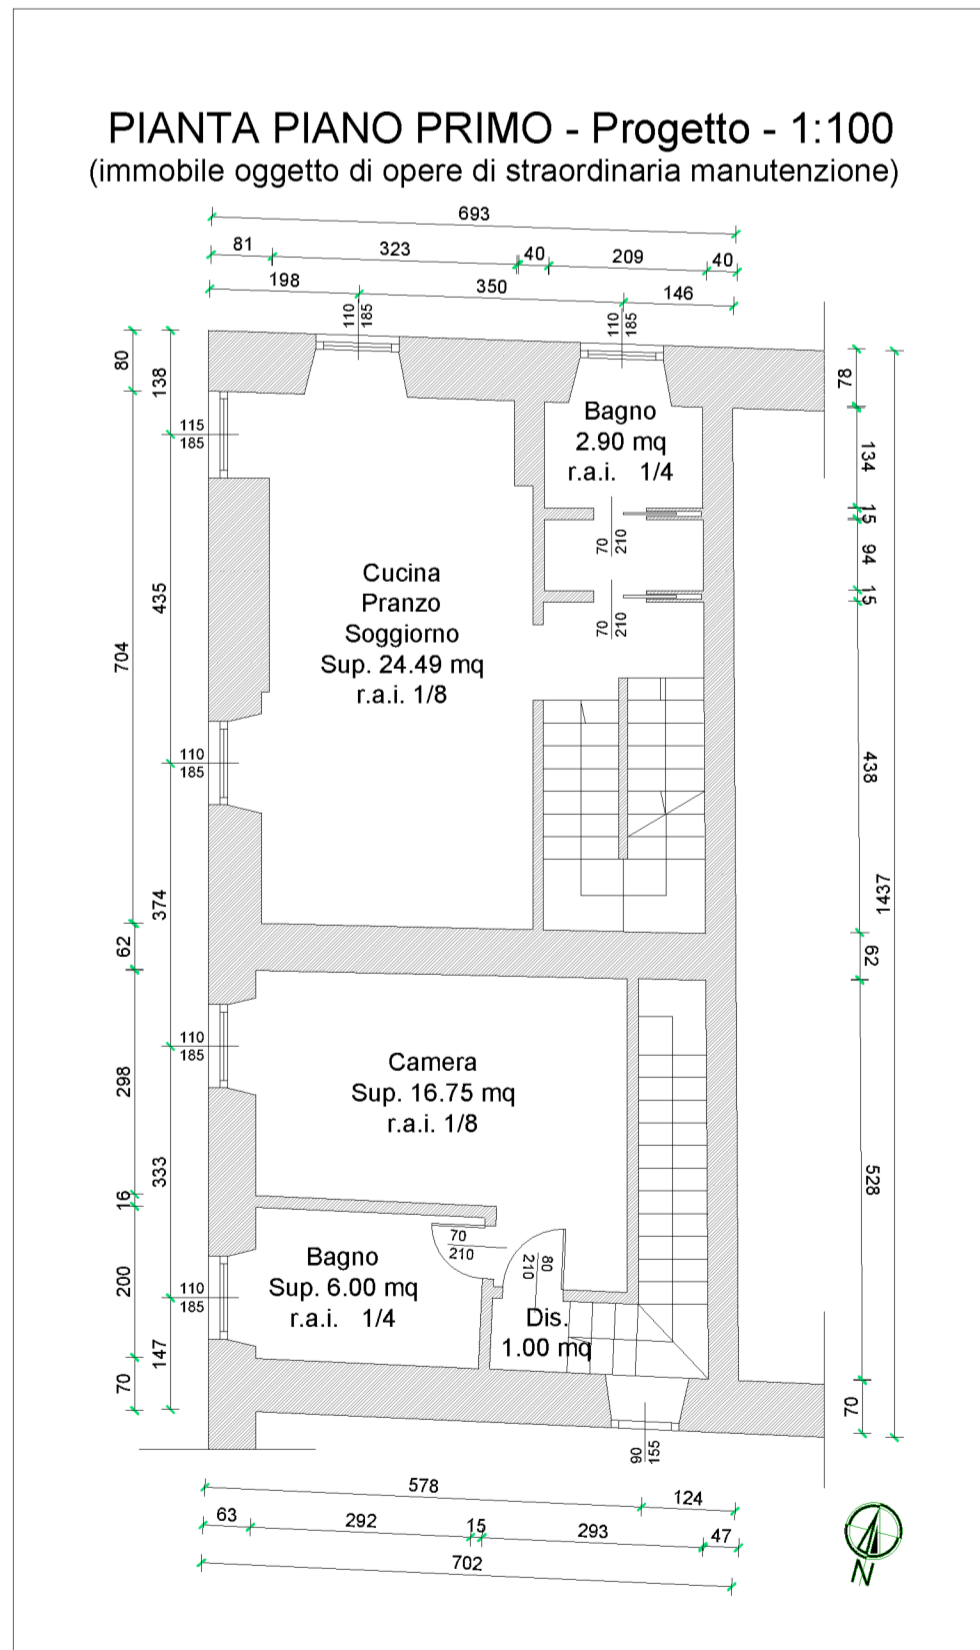 PIANTA PIANO PRIMO - Progetto - 1:100
(immobile oggetto di opere di straordinaria manutenzione)
693
81 323 40 209 40
198 350 146
110 185
110 185
80
138
115
185
704
435
110
185
374
62
110
185
298
333
16
200
110
185
147
70
Bagno
2.90 mq
r.a.i. 1/4
70 210
70 210
Cucina
Pranzo
Soggiorno
Sup. 24.49 mq
r.a.i. 1/8
Camera
Sup. 16.75 mq
r.a.i. 1/8
70
210
80
210
Bagno
Sup. 6.00 mq
r.a.i. 1/4
Dis.
1.00 mq
78
134
15
94
15
438
1437
62
528
70
90 155
578 124
63 292 15 293 47
702
N